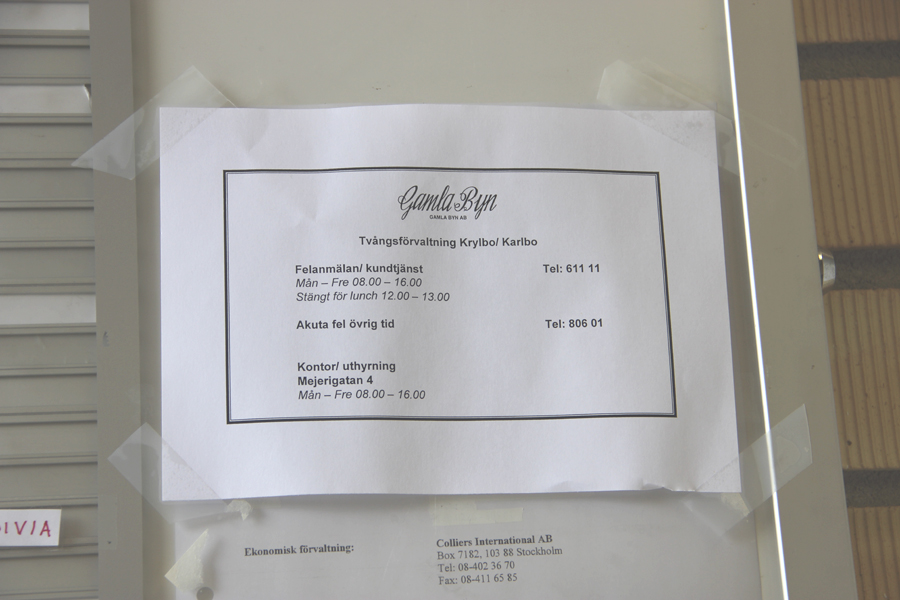 Gamla Byn
GAMLA BYN AB
Tvångsförvaltning Krylbo/ Karlbo
Felanmälan/ kundtjänst Tel: 611 11
Mån – Fre 08.00 – 16.00
Stängt för lunch 12.00 – 13.00
Akuta fel övrig tid Tel: 806 01
Kontor/ uthyrning
Mejerigatan 4
Mån – Fre 08.00 – 16.00
IVIA
Ekonomisk förvaltning: Colliers International AB
Box 7182, 103 88 Stockholm
Tel: 08-402 36 70
Fax: 08-411 65 85